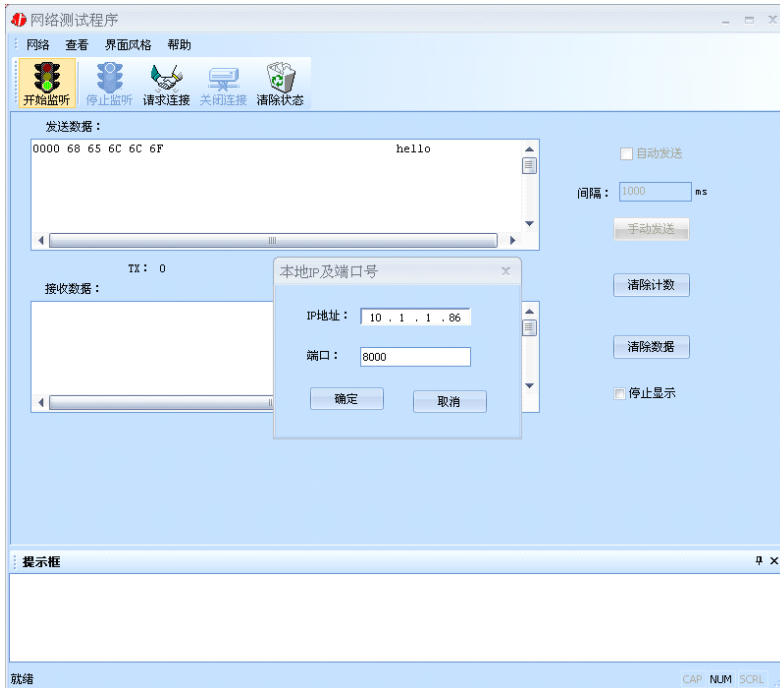 网络测试程序
网络 查看 界面风格 帮助
开始监听 停止监听 请求连接 关闭连接 清除状态
发送数据：
0000 68 65 6C 6C 6F hello
自动发送
间隔： 1000 ms
手动发送
TX： 0
接收数据：
本地IP及端口号
IP地址： 10 . 1 . 1 . 86
端口： 8000
确定 取消
清除计数
清除数据
停止显示
提示框
就绪 CAP NUM SCRL